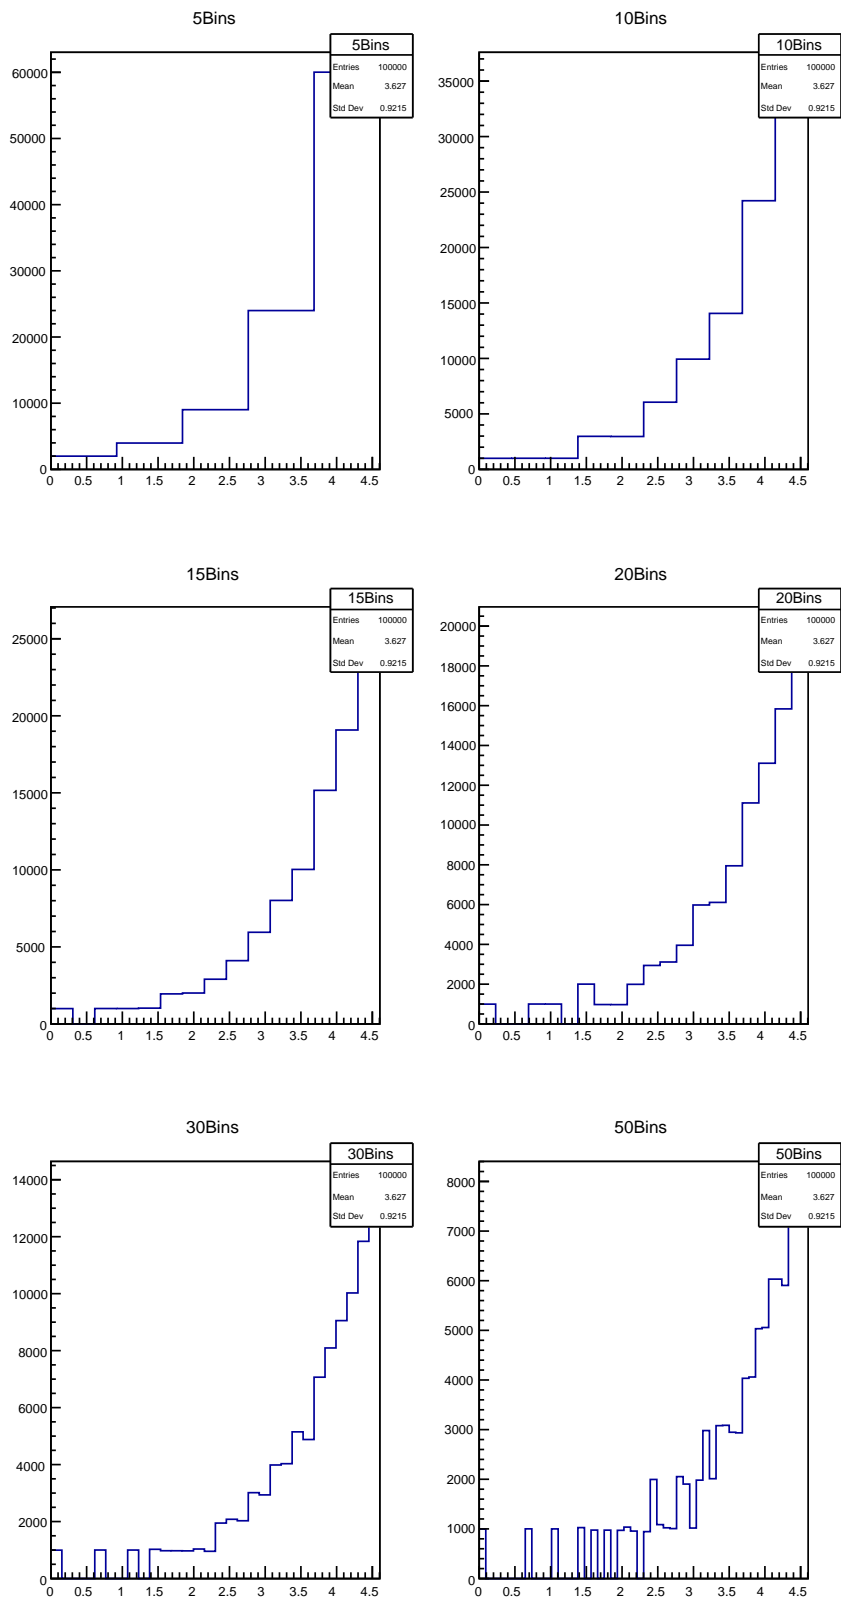 5Bins
5Bins
Entries 100000
Mean 3.627
Std Dev 0.9215
60000
50000
40000
30000
20000
10000
0
0 0.5 1 1.5 2 2.5 3 3.5 4 4.5
10Bins
10Bins
Entries 100000
Mean 3.627
Std Dev 0.9215
35000
30000
25000
20000
15000
10000
5000
0
0 0.5 1 1.5 2 2.5 3 3.5 4 4.5
15Bins
15Bins
Entries 100000
Mean 3.627
Std Dev 0.9215
25000
20000
15000
10000
5000
0
0 0.5 1 1.5 2 2.5 3 3.5 4 4.5
20Bins
20Bins
Entries 100000
Mean 3.627
Std Dev 0.9215
20000
18000
16000
14000
12000
10000
8000
6000
4000
2000
0
0 0.5 1 1.5 2 2.5 3 3.5 4 4.5
30Bins
30Bins
Entries 100000
Mean 3.627
Std Dev 0.9215
14000
12000
10000
8000
6000
4000
2000
0
0 0.5 1 1.5 2 2.5 3 3.5 4 4.5
50Bins
50Bins
Entries 100000
Mean 3.627
Std Dev 0.9215
8000
7000
6000
5000
4000
3000
2000
1000
0
0 0.5 1 1.5 2 2.5 3 3.5 4 4.5